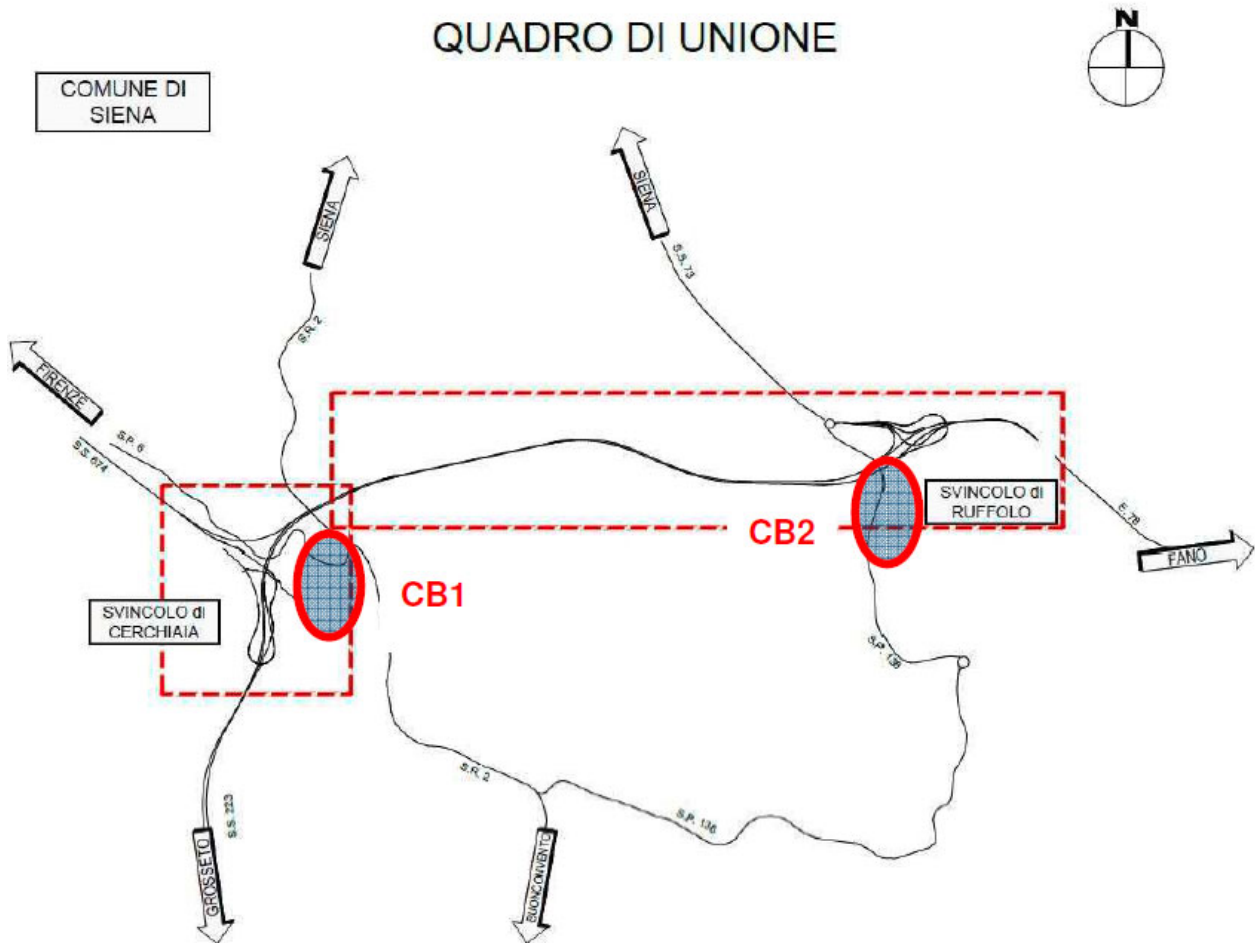 QUADRO DI UNIONE
N
COMUNE DI
SIENA
SIENA
SIENA
S.S. 73
S.R. 2
FIRENZE
S.P. 6
S.S. 674
SVINCOLO di
RUFFOLO
CB2
E. 78
FANO
CB1
SVINCOLO di
CERCHIAIA
S.P. 136
S.R. 2
S.P. 136
S.S. 223
GROSSETO
BUONCONVENTO